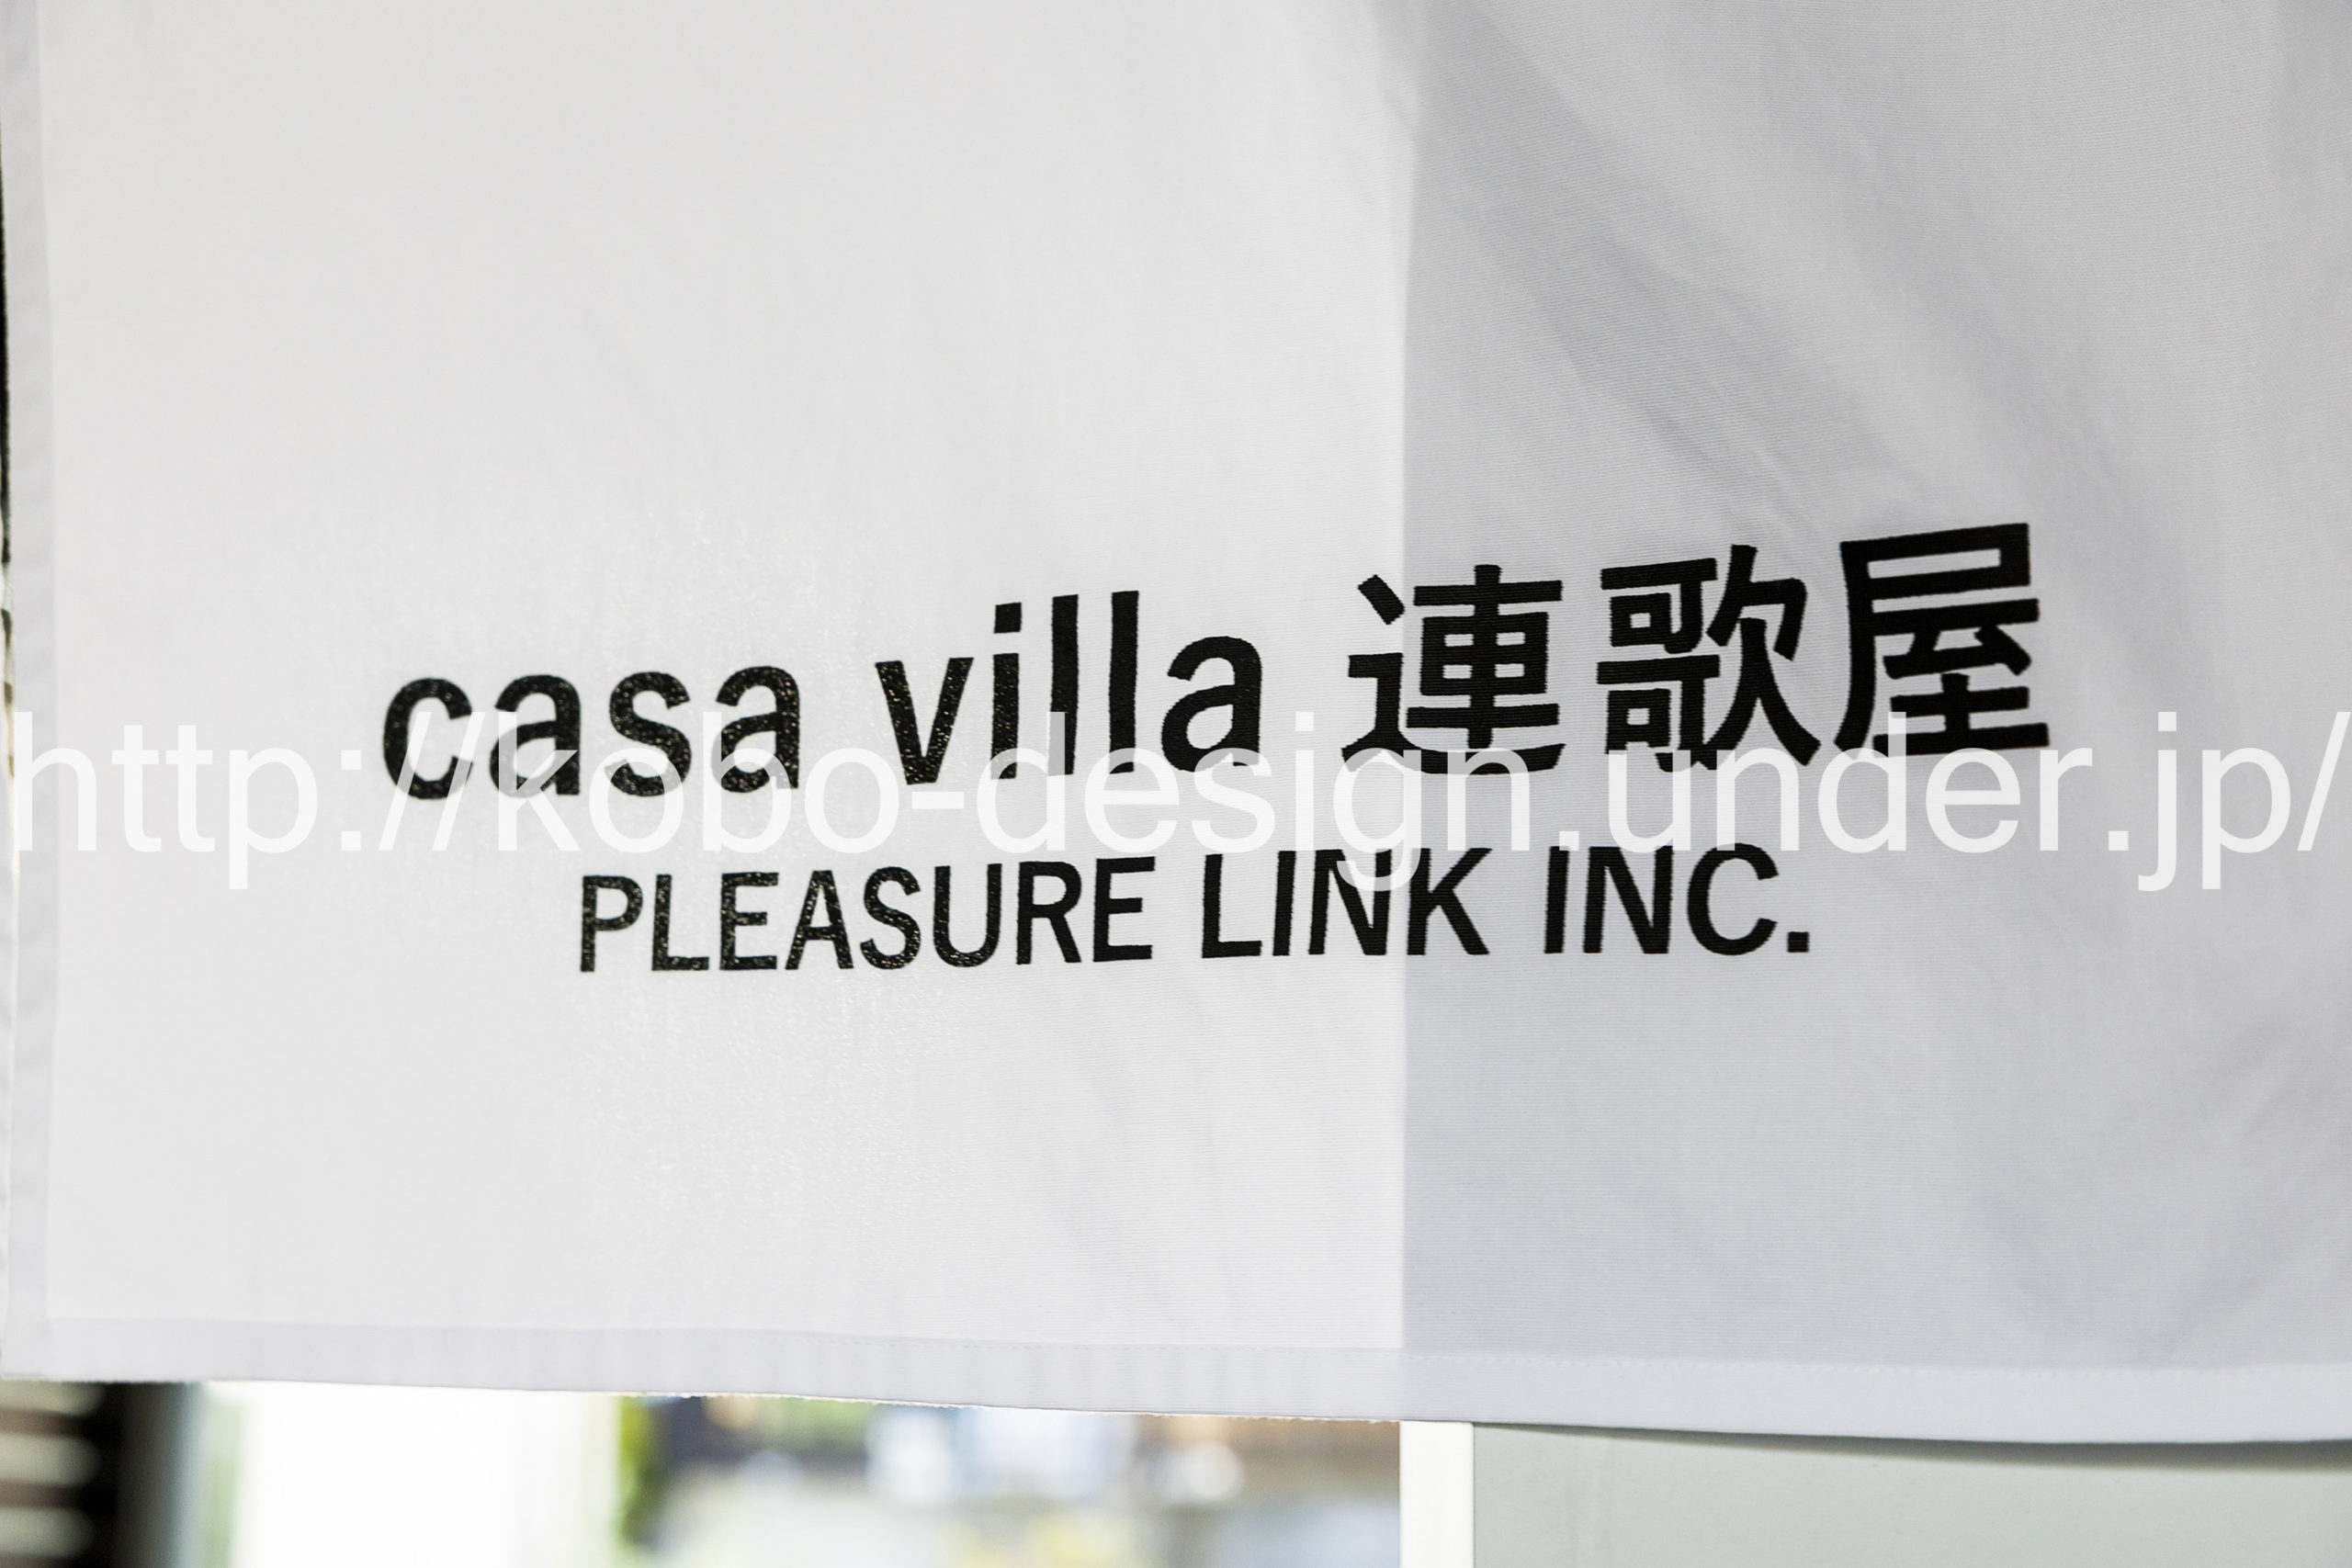 casa villa 連歌屋
http://kobo-design.under.jp/
PLEASURE LINK INC.